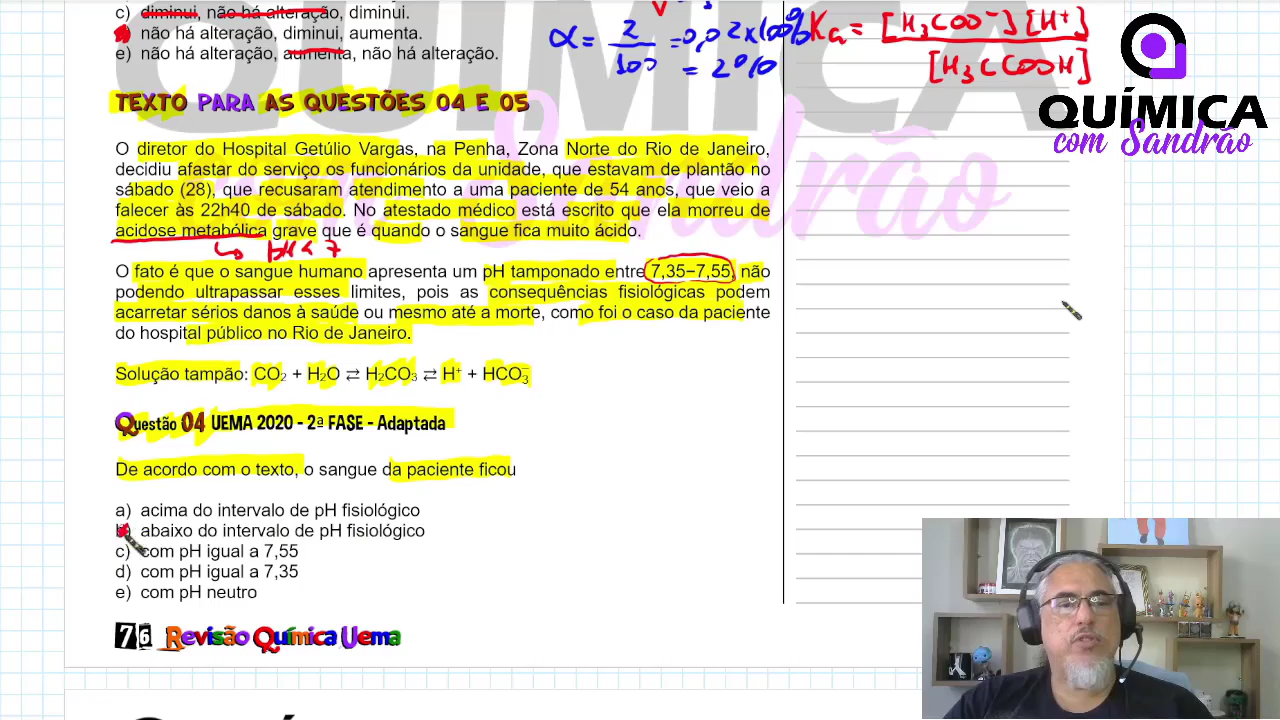 c) diminui, não há alteração, diminui.
não há alteração, diminui, aumenta.
e) não há alteração, aumenta, não há alteração.
α = 2/100 = 0,02 x 100%
= 2%
Ka = [H₃COO⁻] [H⁺]
[H₃CCOOH]
QUÍMICA
com Sandrão
TEXTO PARA AS QUESTÕES 04 E 05
O diretor do Hospital Getúlio Vargas, na Penha, Zona Norte do Rio de Janeiro,
decidiu afastar do serviço os funcionários da unidade, que estavam de plantão no
sábado (28), que recusaram atendimento a uma paciente de 54 anos, que veio a
falecer às 22h40 de sábado. No atestado médico está escrito que ela morreu de
acidose metabólica grave que é quando o sangue fica muito ácido.
pH < 7
O fato é que o sangue humano apresenta um pH tamponado entre 7,35–7,55, não
podendo ultrapassar esses limites, pois as consequências fisiológicas podem
acarretar sérios danos à saúde ou mesmo até a morte, como foi o caso da paciente
do hospital público no Rio de Janeiro.
Solução tampão: CO₂ + H₂O ⇄ H₂CO₃ ⇄ H⁺ + HCO₃⁻
Questão 04 UEMA 2020 - 2ª FASE - Adaptada
De acordo com o texto, o sangue da paciente ficou
a) acima do intervalo de pH fisiológico
b) abaixo do intervalo de pH fisiológico
c) com pH igual a 7,55
d) com pH igual a 7,35
e) com pH neutro
76 Revisão Química Uema